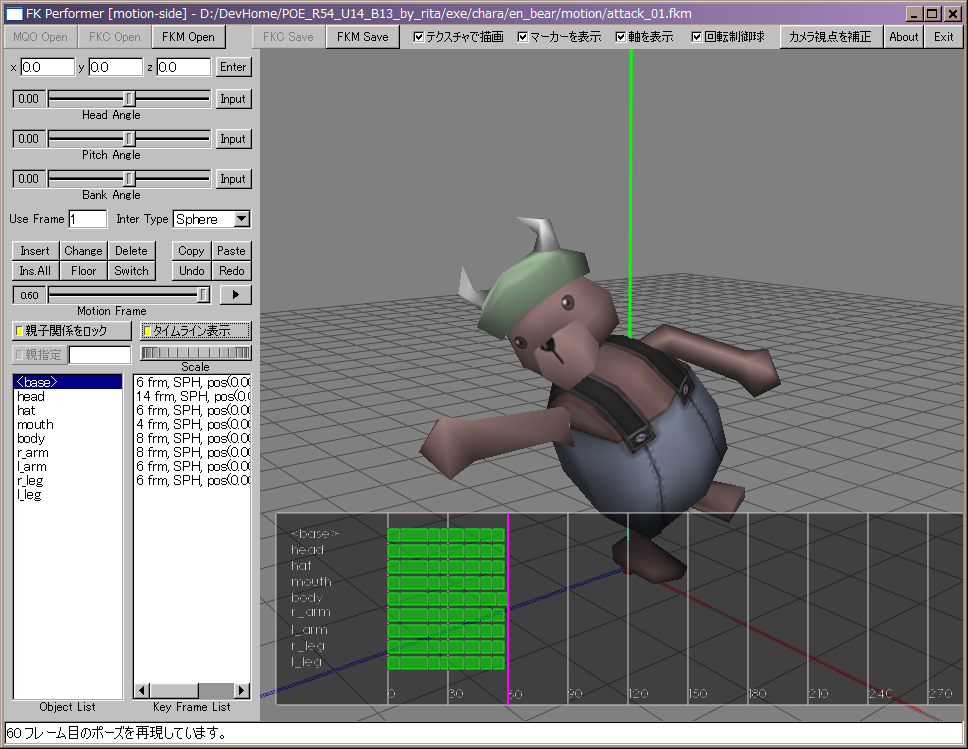 FK Performer [motion-side] - D:/DevHome/POE_R54_U14_B13_by_rita/exe/chara/en_bear/motion/attack_01.fkm
MQO Open FKC Open FKM Open FKC Save FKM Save テクスチャで描画 マーカーを表示 軸を表示 回転制御球 カメラ視点を補正 About Exit
x 0.0 y 0.0 z 0.0 Enter
0.00 Input
Head Angle
0.00 Input
Pitch Angle
0.00 Input
Bank Angle
Use Frame 1 Inter Type Sphere
Insert Change Delete Copy Paste
Ins.All Floor Switch Undo Redo
0.60
Motion Frame
親子関係をロック タイムライン表示
親指定
Scale
<base>
head
hat
mouth
body
r_arm
l_arm
r_leg
l_leg
6 frm, SPH, pos(0.00
14 frm, SPH, pos(0.0
6 frm, SPH, pos(0.00
4 frm, SPH, pos(0.00
8 frm, SPH, pos(0.00
8 frm, SPH, pos(0.00
6 frm, SPH, pos(0.00
6 frm, SPH, pos(0.00
Object List Key Frame List
<base>
head
hat
mouth
body
r_arm
l_arm
r_leg
l_leg
0 30 60 90 120 150 180 210 240 270
60 フレーム目のポーズを再現しています。